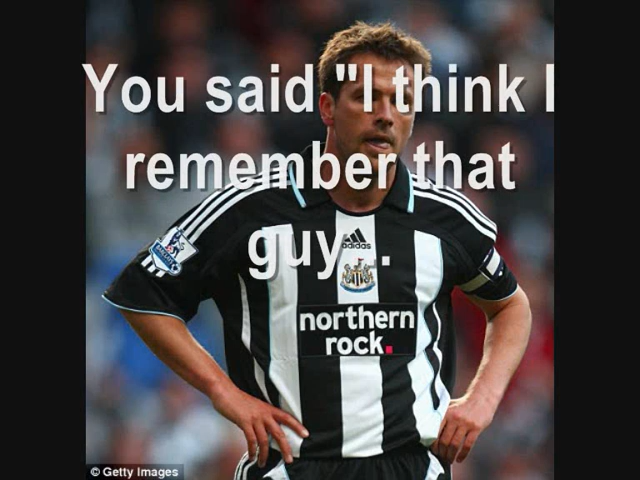 You said "I think I
remember that
guy...
adidas
northern
rock.
© Getty Images